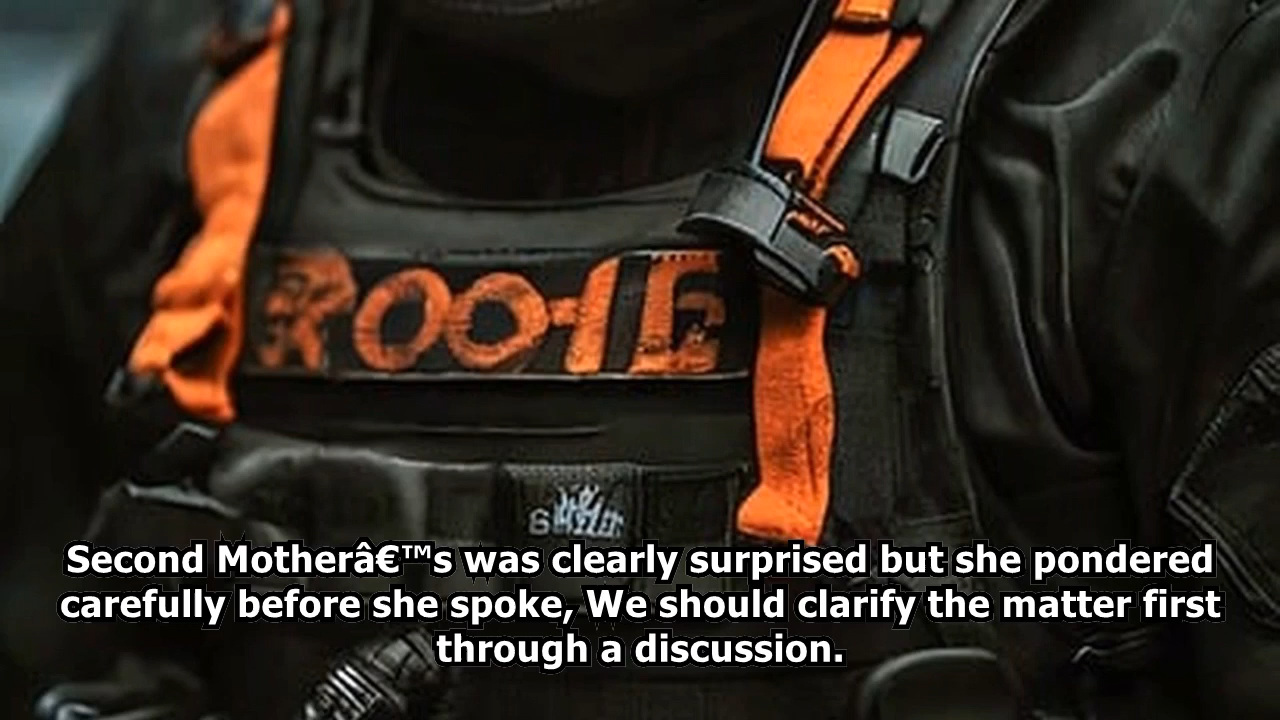 Second Motherâ€™s was clearly surprised but she pondered
carefully before she spoke, We should clarify the matter first
through a discussion.